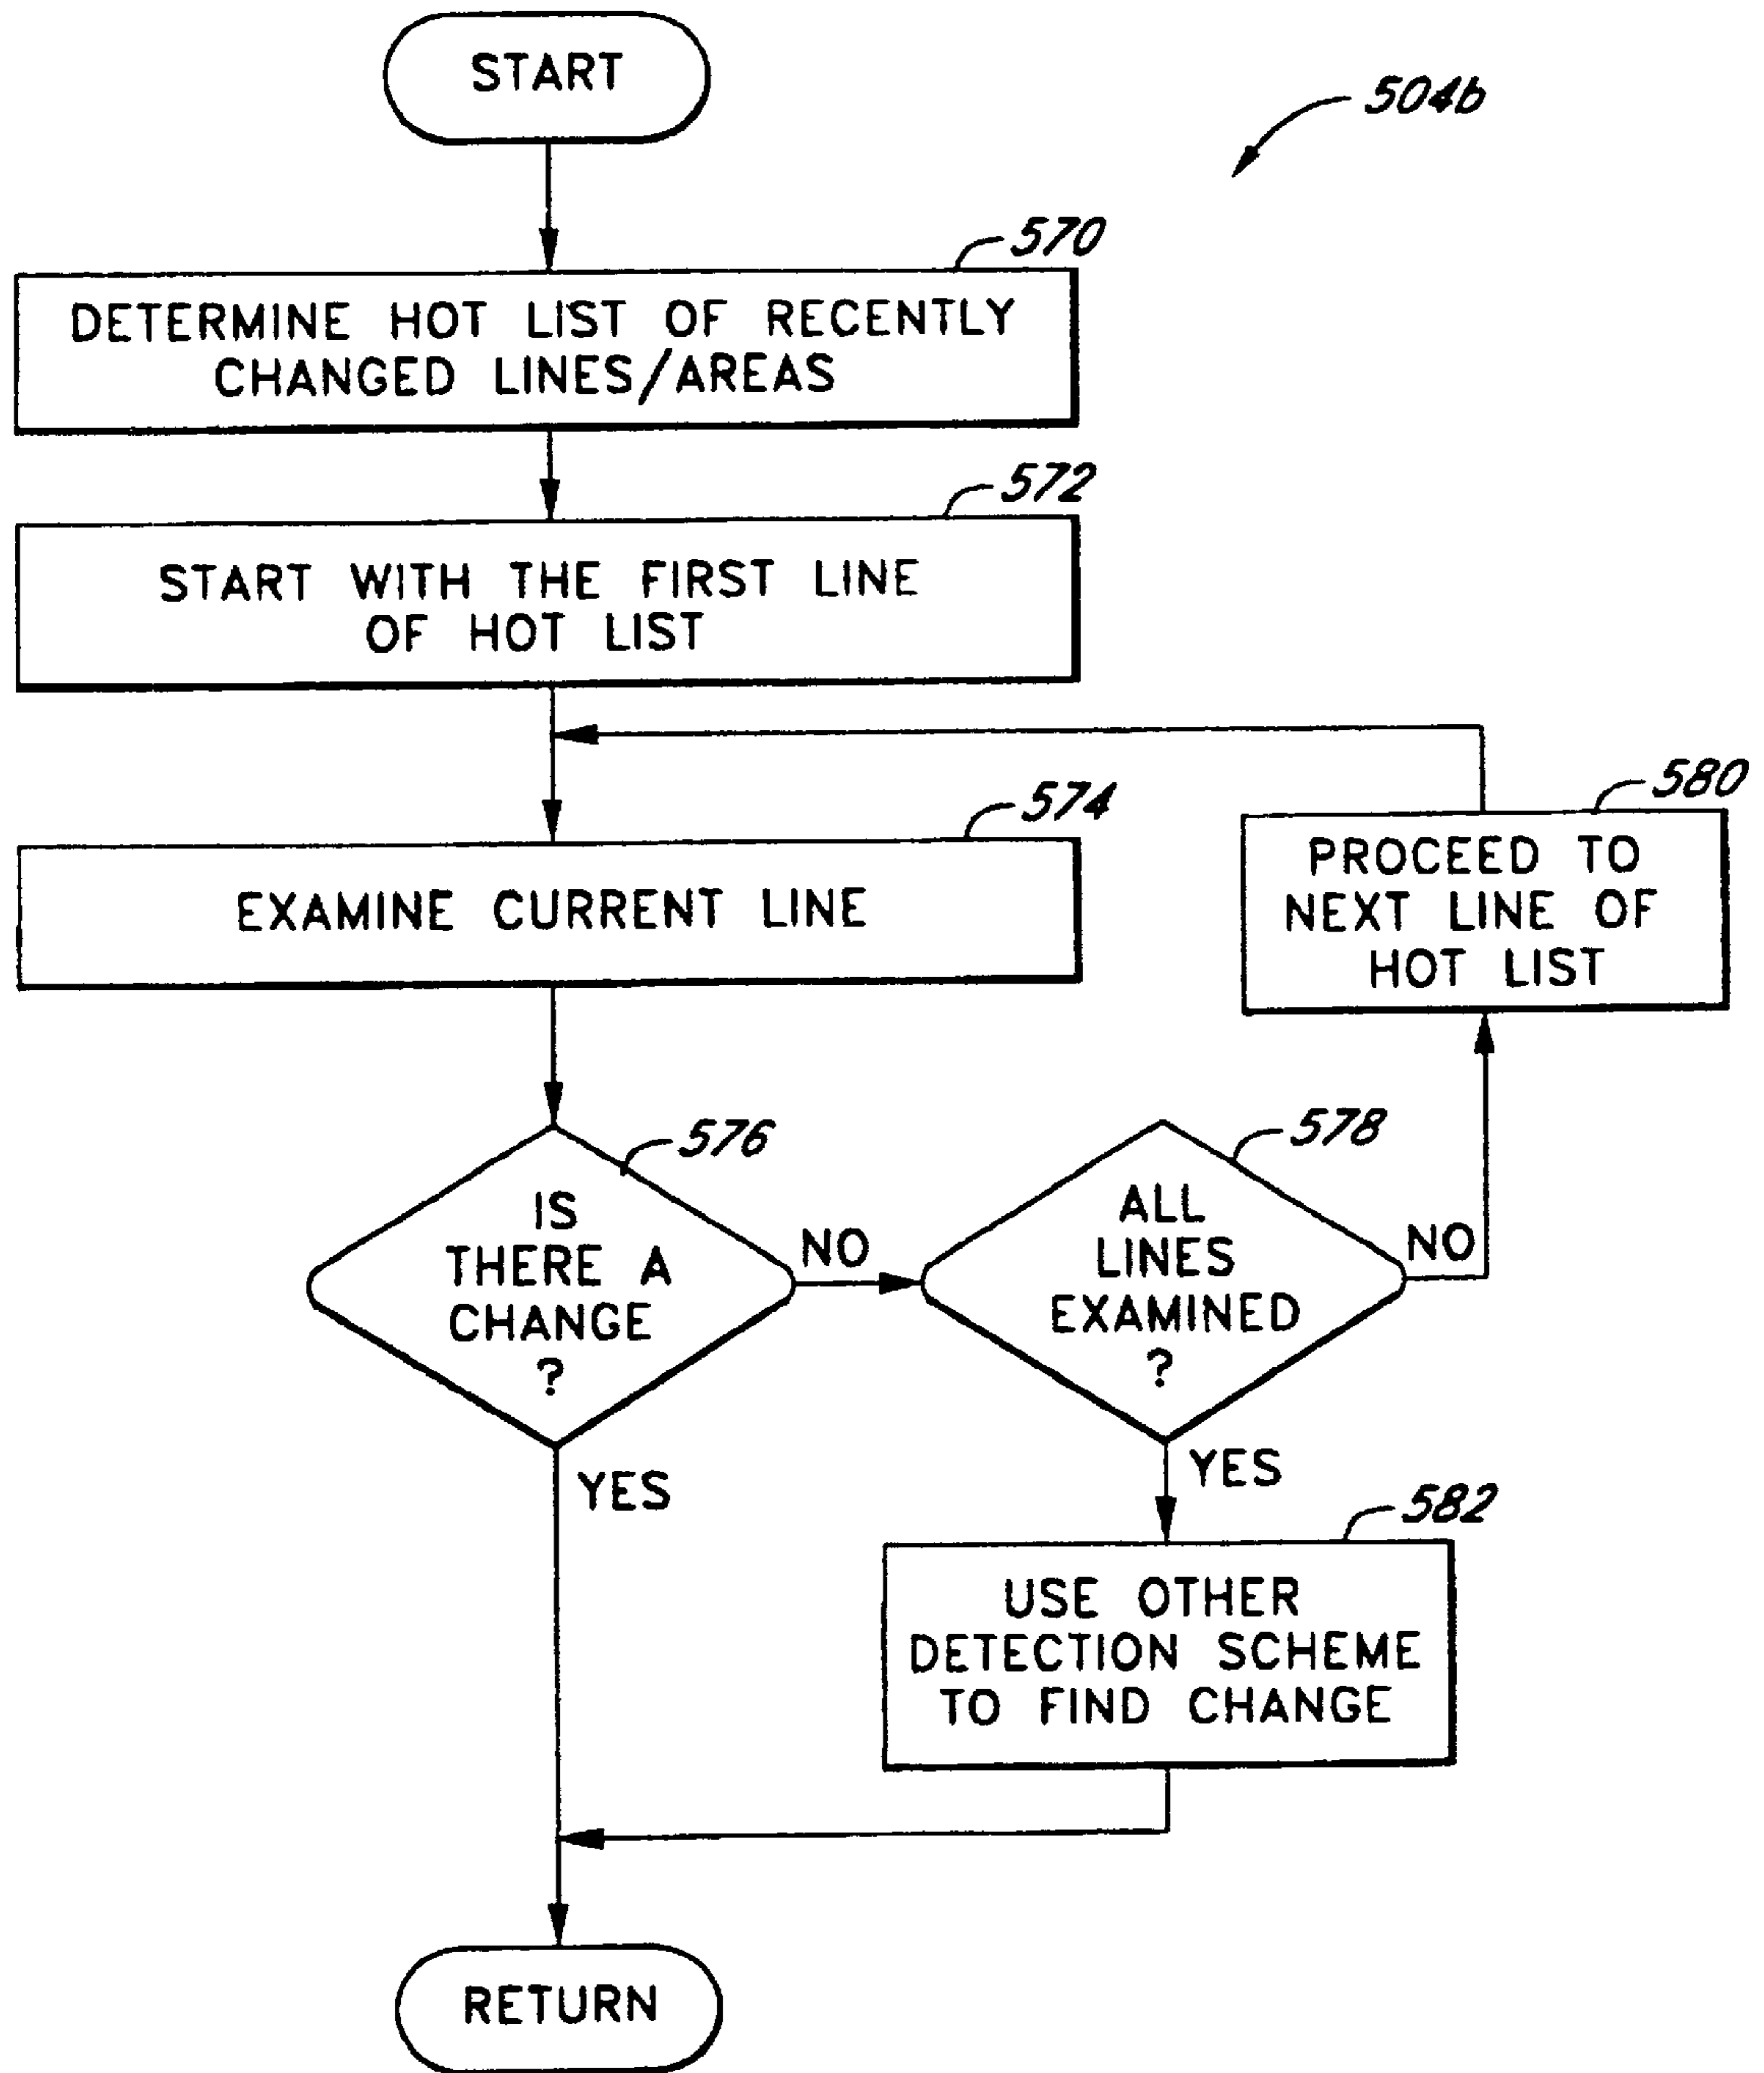 START
504b
570
DETERMINE HOT LIST OF RECENTLY
CHANGED LINES/AREAS
572
START WITH THE FIRST LINE
OF HOT LIST
574
EXAMINE CURRENT LINE
580
PROCEED TO
NEXT LINE OF
HOT LIST
576
IS
THERE A
CHANGE
?
NO
YES
578
ALL
LINES
EXAMINED
?
NO
YES
582
USE OTHER
DETECTION SCHEME
TO FIND CHANGE
RETURN